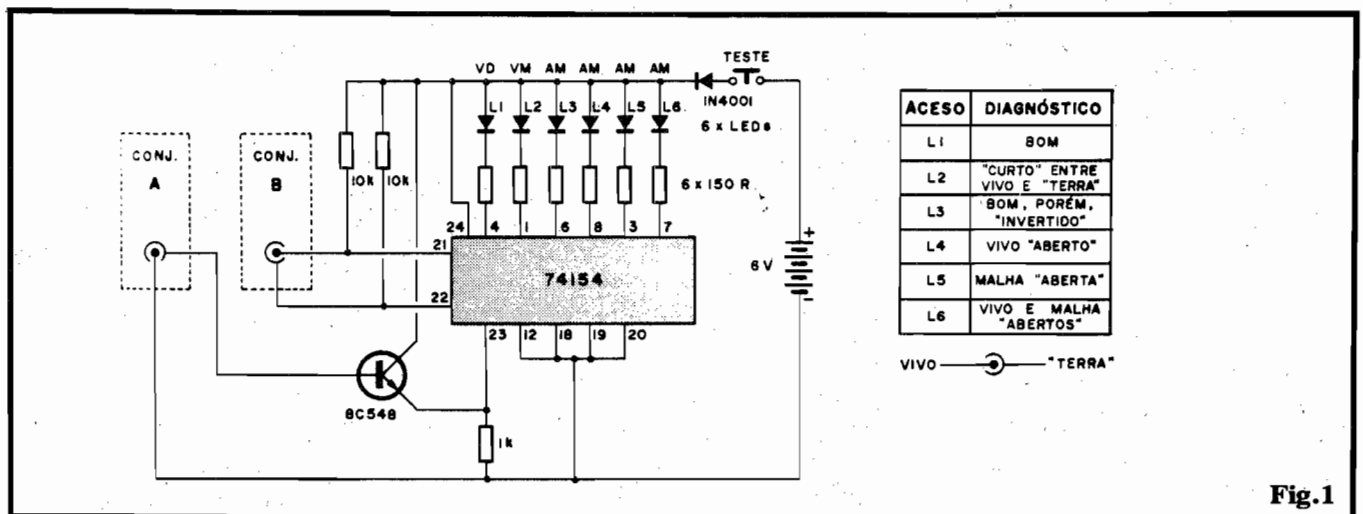 TESTE
VD VM AM AM AM AM
L1 L2 L3 L4 L5 L6
1N4001
6 x LEDs
CONJ.
A
CONJ.
B
10k 10k
6 x 150 R
24 4 1 6 8 3 7
21
74154
22
23 12 18 19 20
6V
+
-
BC548
1k
ACESO DIAGNÓSTICO
L1 BOM
L2 "CURTO" ENTRE VIVO E "TERRA"
L3 BOM, PORÉM, "INVERTIDO"
L4 VIVO "ABERTO"
L5 MALHA "ABERTA"
L6 VIVO E MALHA "ABERTOS"
VIVO "TERRA"
Fig.1